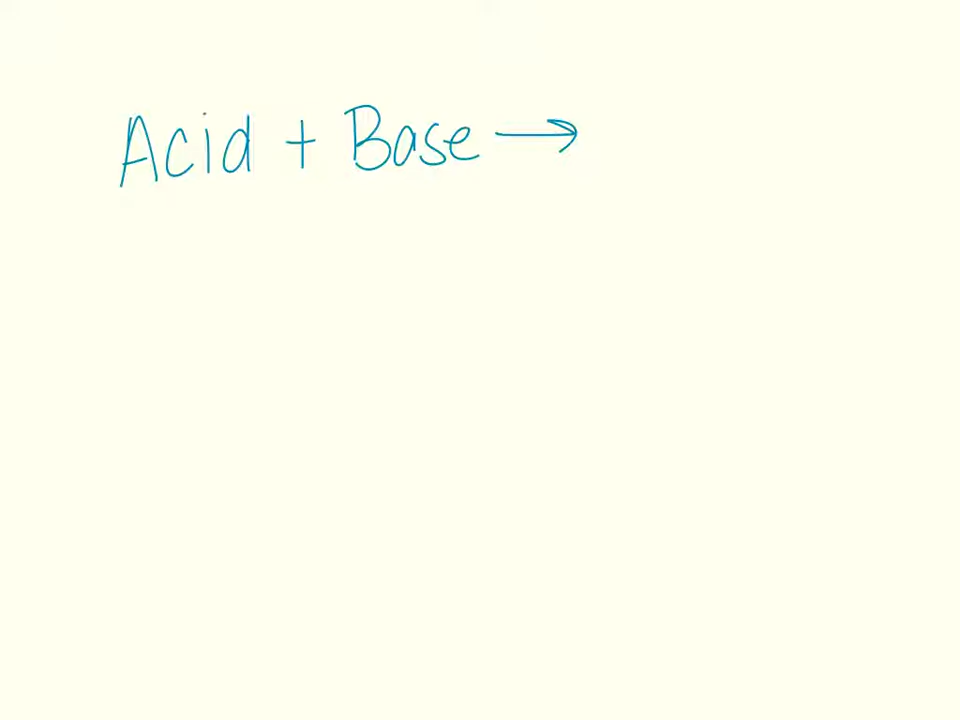 Acid + Base →